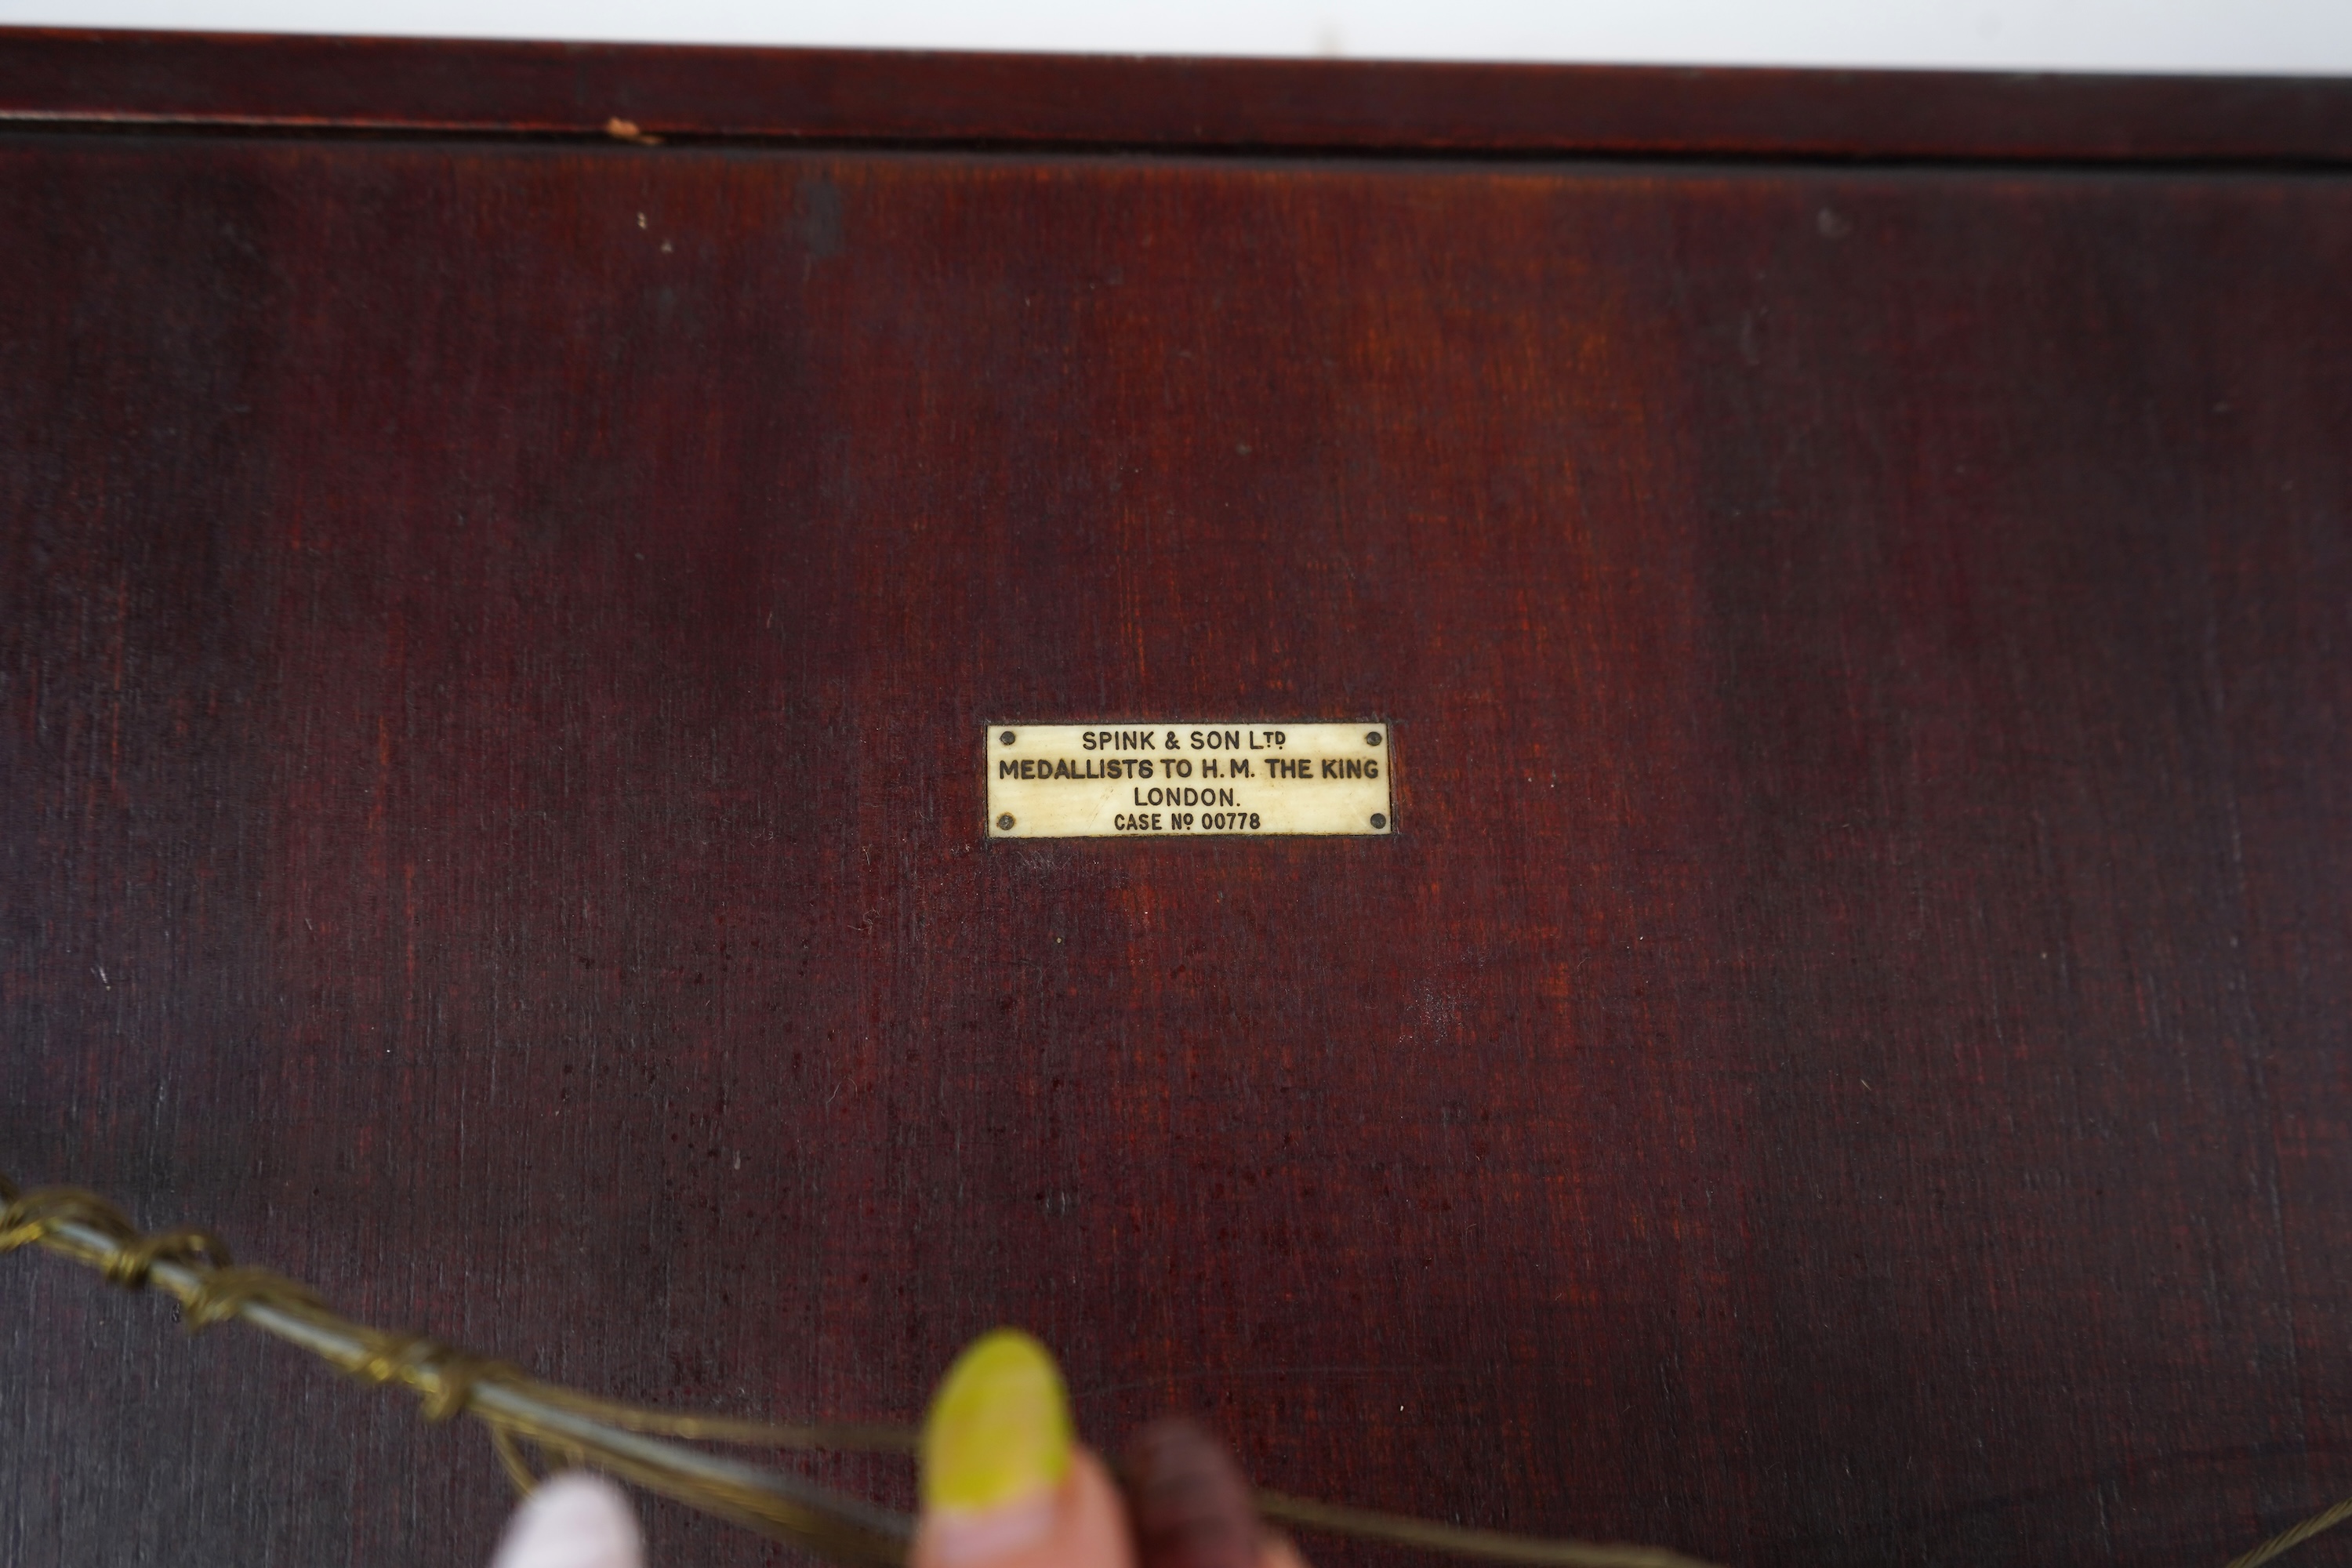 SPINK & SON LTD
MEDALLISTS TO H.M. THE KING
LONDON.
CASE No 00778